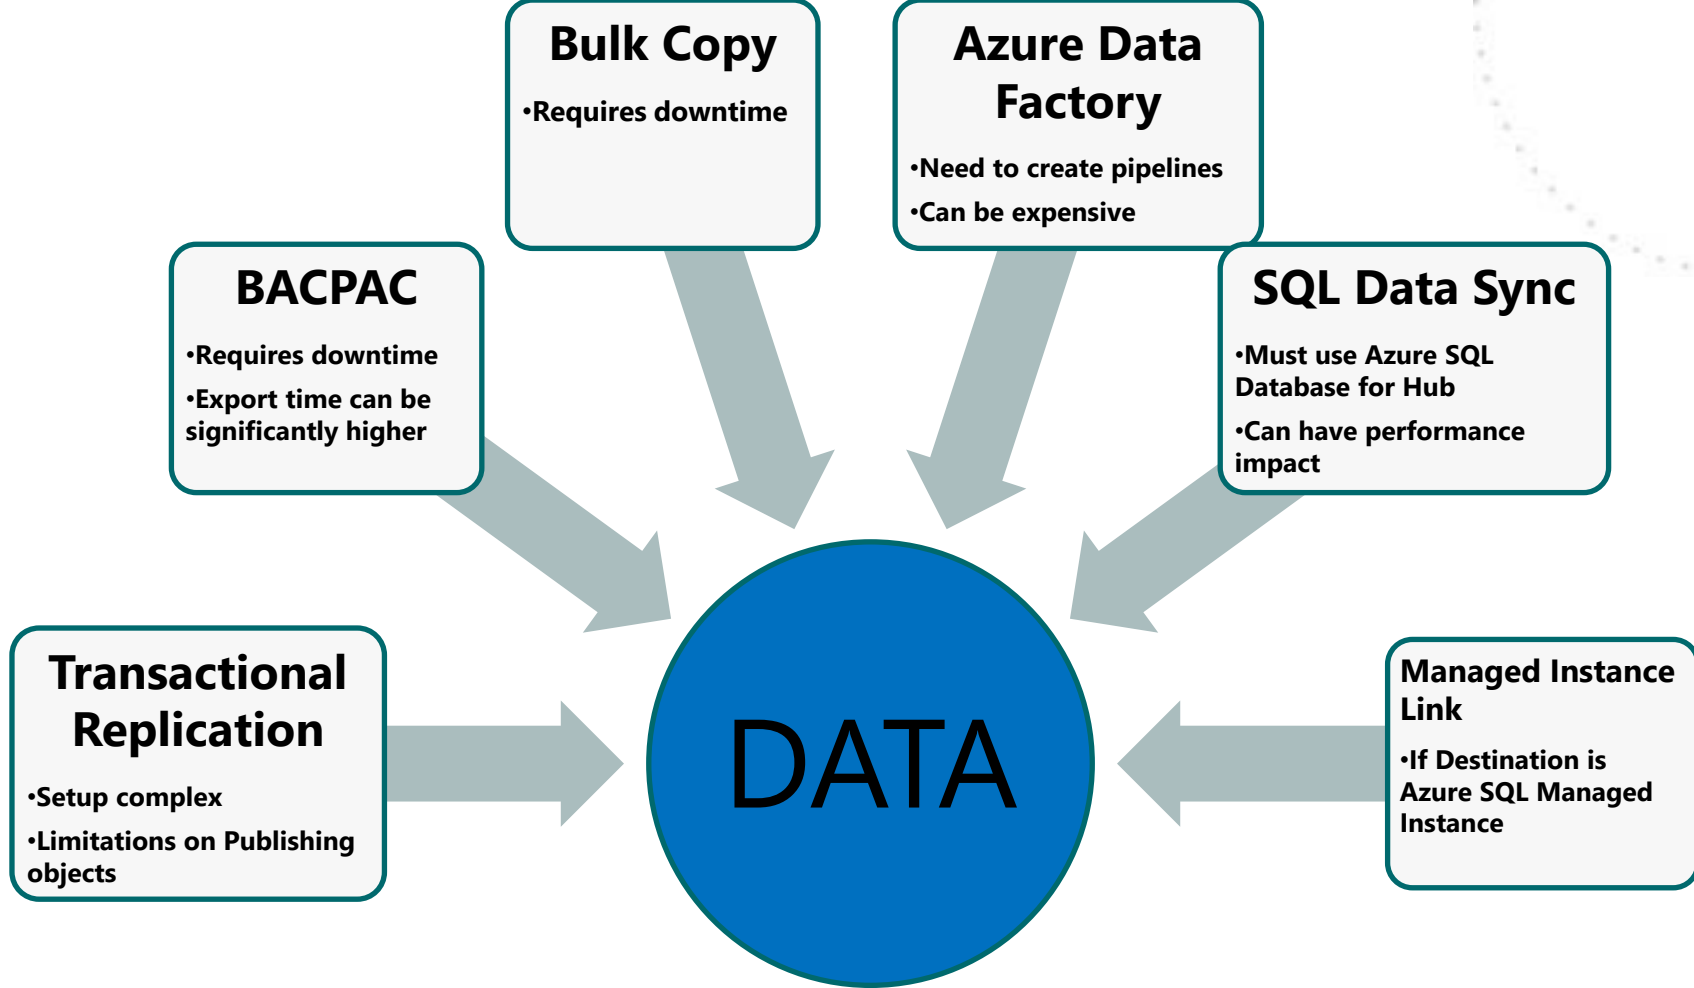 Bulk Copy
•Requires downtime
Azure Data
Factory
•Need to create pipelines
•Can be expensive
BACPAC
•Requires downtime
•Export time can be
significantly higher
SQL Data Sync
•Must use Azure SQL
Database for Hub
•Can have performance
impact
Transactional
Replication
•Setup complex
•Limitations on Publishing
objects
DATA
Managed Instance
Link
•If Destination is
Azure SQL Managed
Instance